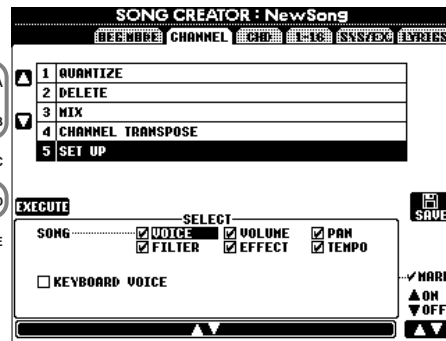 SONG CREATOR : NewSong
REC MODE CHANNEL CHD 1-16 SYS/EX. LYRICS
1 QUANTIZE
2 DELETE
3 MIX
4 CHANNEL TRANSPOSE
5 SET UP
EXECUTE
SAVE
SELECT
SONG VOICE VOLUME PAN
FILTER EFFECT TEMPO
KEYBOARD VOICE
MARK
ON
OFF